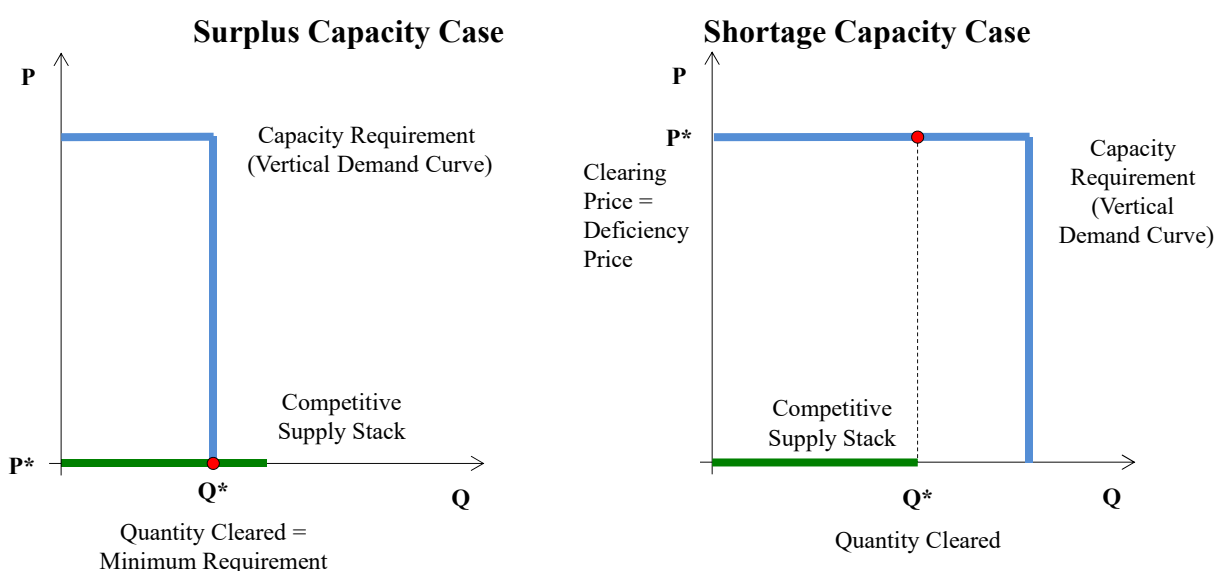 Surplus Capacity Case
P
Capacity Requirement
(Vertical Demand Curve)
Competitive
Supply Stack
P*
Q*
Q
Quantity Cleared =
Minimum Requirement
Shortage Capacity Case
P
P*
Clearing
Price =
Deficiency
Price
Capacity
Requirement
(Vertical
Demand Curve)
Competitive
Supply Stack
Q*
Q
Quantity Cleared